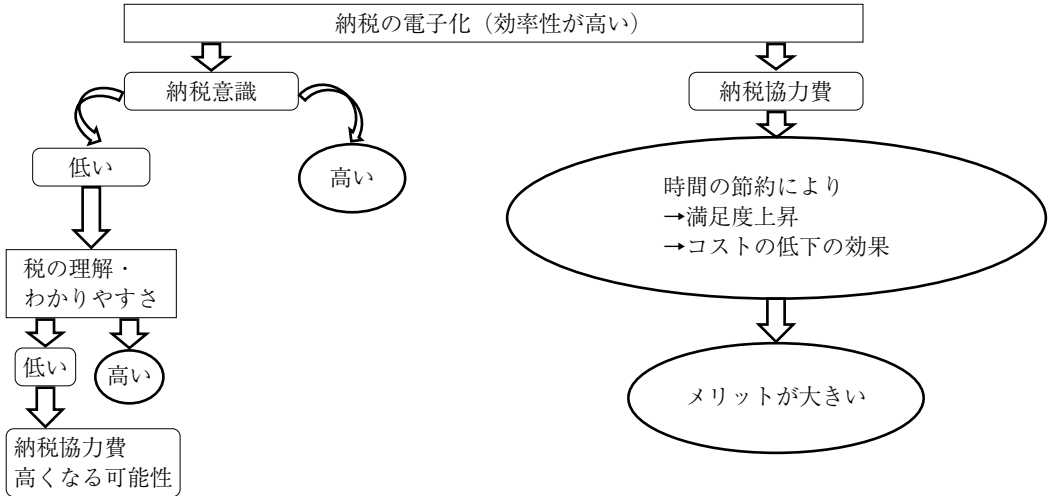 納税の電子化（効率性が高い）
納税意識
納税協力費
低い
高い
時間の節約により
→満足度上昇
→コストの低下の効果
税の理解・
わかりやすさ
低い
高い
メリットが大きい
納税協力費
高くなる可能性